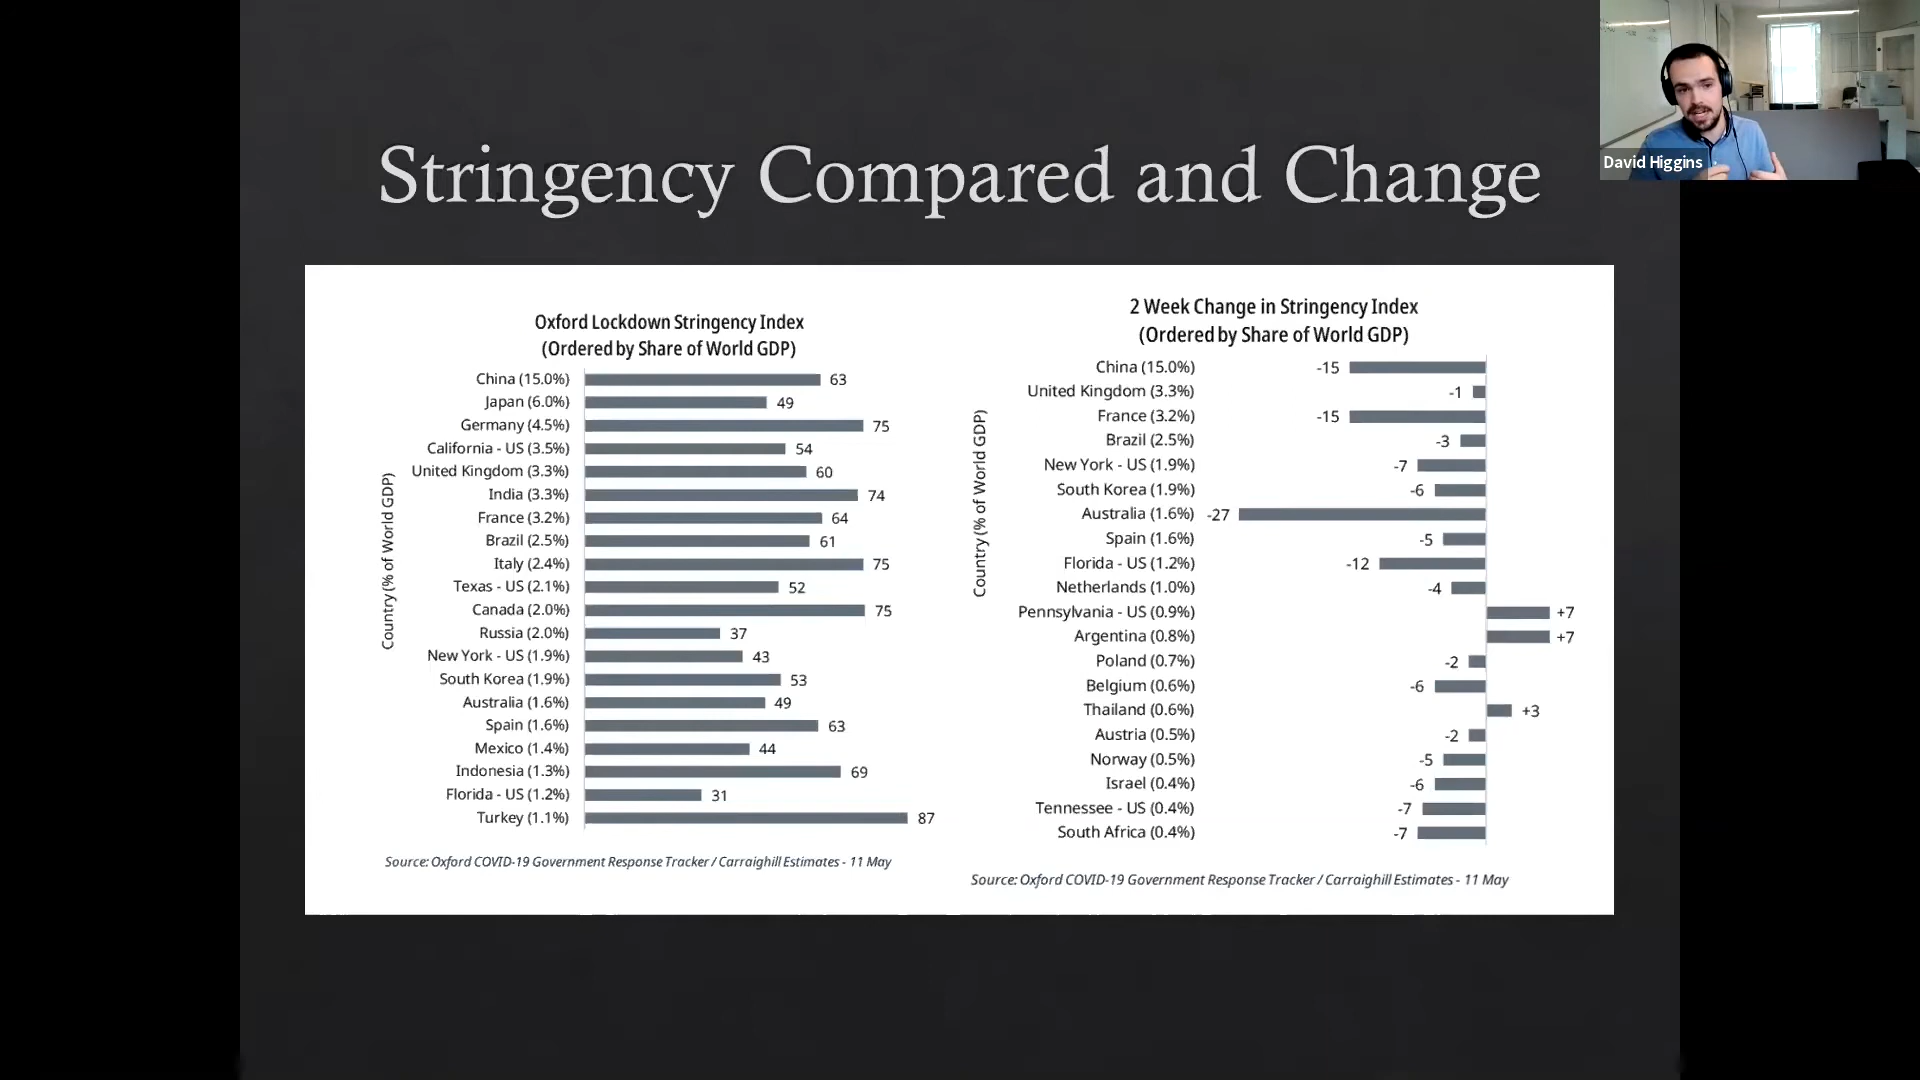 David Higgins
Stringency Compared and Change
Oxford Lockdown Stringency Index
(Ordered by Share of World GDP)
Country (% of World GDP)
China (15.0%) 63
Japan (6.0%) 49
Germany (4.5%) 75
California - US (3.5%) 54
United Kingdom (3.3%) 60
India (3.3%) 74
France (3.2%) 64
Brazil (2.5%) 61
Italy (2.4%) 75
Texas - US (2.1%) 52
Canada (2.0%) 75
Russia (2.0%) 37
New York - US (1.9%) 43
South Korea (1.9%) 53
Australia (1.6%) 49
Spain (1.6%) 63
Mexico (1.4%) 44
Indonesia (1.3%) 69
Florida - US (1.2%) 31
Turkey (1.1%) 87
Source: Oxford COVID-19 Government Response Tracker / Carraighill Estimates - 11 May
2 Week Change in Stringency Index
(Ordered by Share of World GDP)
Country (% of World GDP)
China (15.0%) -15
United Kingdom (3.3%) -1
France (3.2%) -15
Brazil (2.5%) -3
New York - US (1.9%) -7
South Korea (1.9%) -6
Australia (1.6%) -27
Spain (1.6%) -5
Florida - US (1.2%) -12
Netherlands (1.0%) -4
Pennsylvania - US (0.9%) +7
Argentina (0.8%) +7
Poland (0.7%) -2
Belgium (0.6%) -6
Thailand (0.6%) +3
Austria (0.5%) -2
Norway (0.5%) -5
Israel (0.4%) -6
Tennessee - US (0.4%) -7
South Africa (0.4%) -7
Source: Oxford COVID-19 Government Response Tracker / Carraighill Estimates - 11 May